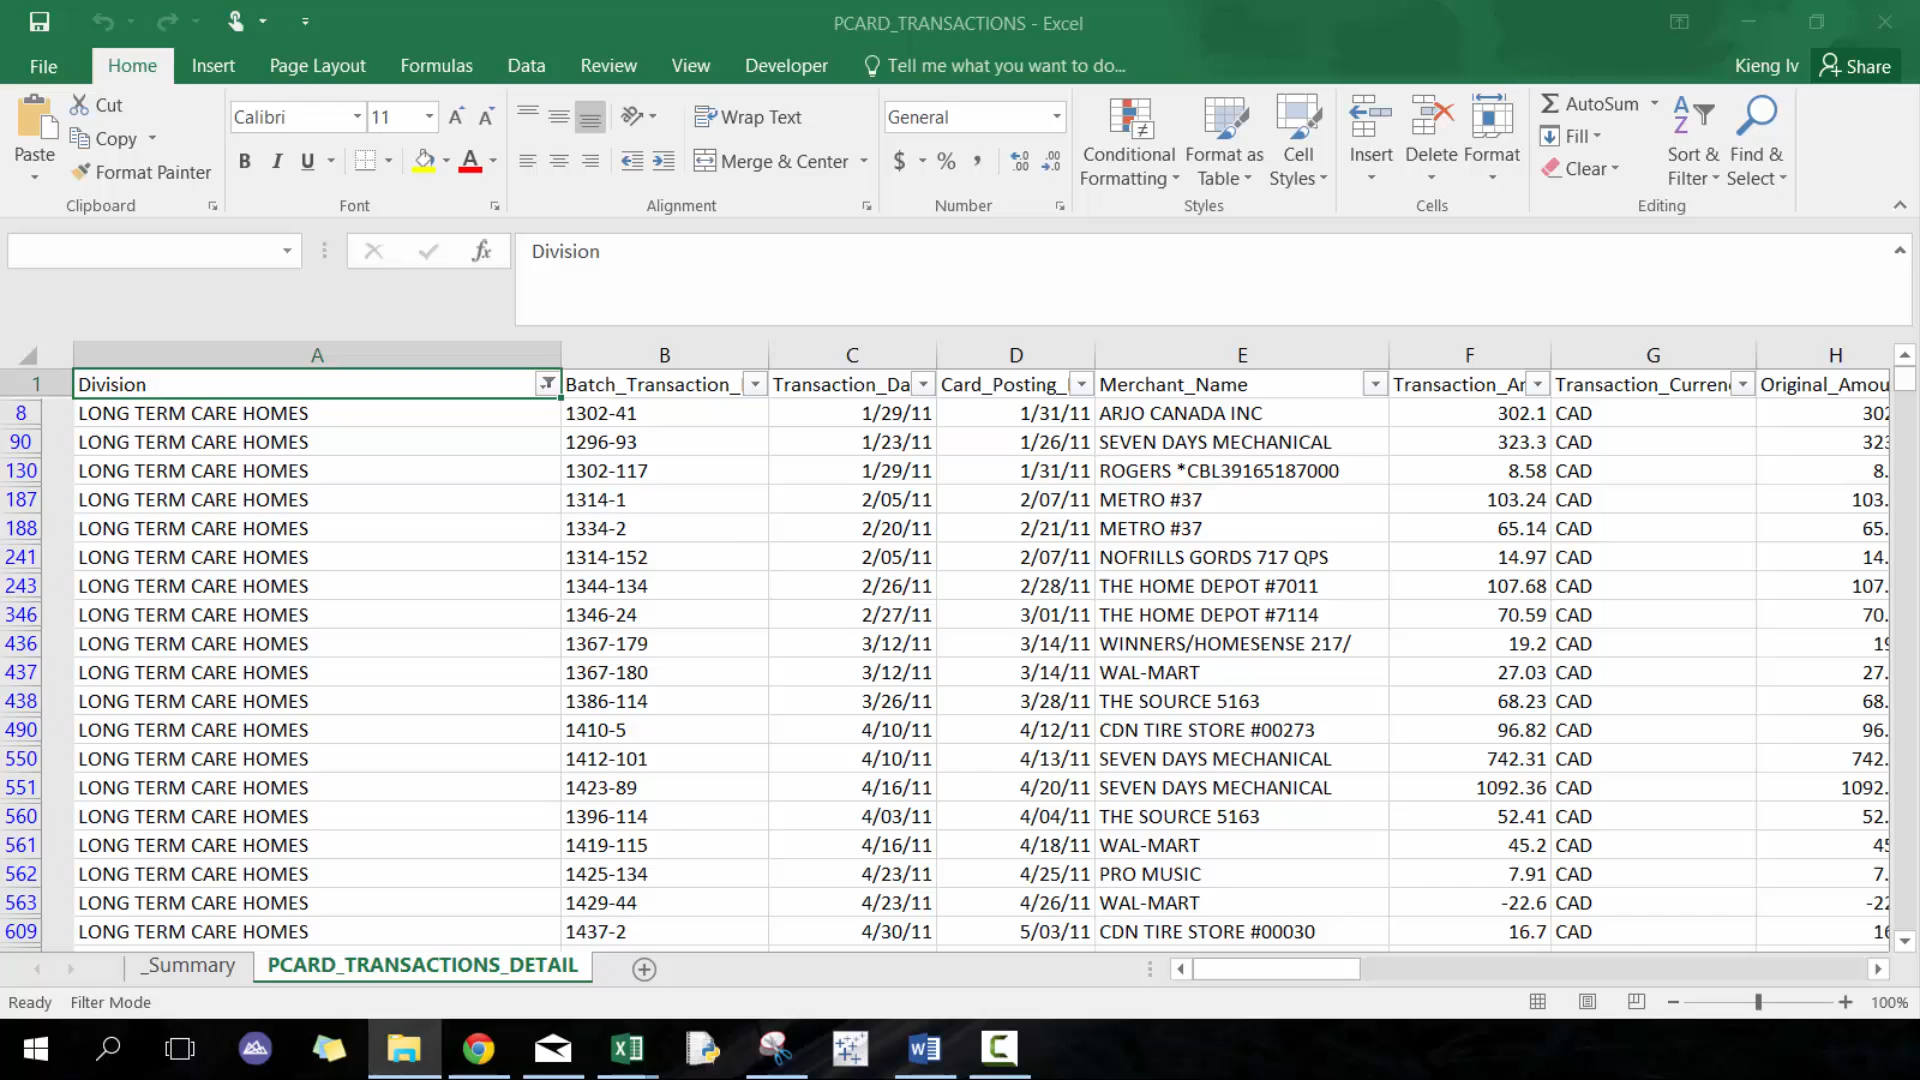 PCARD_TRANSACTIONS - Excel
File Home Insert Page Layout Formulas Data Review View Developer Tell me what you want to do... Kieng Iv Share
Paste Cut Copy Format Painter Clipboard
Calibri 11 B I U A Font
Wrap Text Merge & Center Alignment
General $ % , .00 Number
Conditional Formatting Format as Table Cell Styles Styles
Insert Delete Format Cells
AutoSum Fill Clear Sort & Filter Find & Select Editing
fx Division
A B C D E F G H
1 Division Batch_Transaction_ Transaction_Da Card_Posting_ Merchant_Name Transaction_Ar Transaction_Curren Original_Amou
8 LONG TERM CARE HOMES 1302-41 1/29/11 1/31/11 ARJO CANADA INC 302.1 CAD 302
90 LONG TERM CARE HOMES 1296-93 1/23/11 1/26/11 SEVEN DAYS MECHANICAL 323.3 CAD 323
130 LONG TERM CARE HOMES 1302-117 1/29/11 1/31/11 ROGERS *CBL39165187000 8.58 CAD 8.
187 LONG TERM CARE HOMES 1314-1 2/05/11 2/07/11 METRO #37 103.24 CAD 103.
188 LONG TERM CARE HOMES 1334-2 2/20/11 2/21/11 METRO #37 65.14 CAD 65.
241 LONG TERM CARE HOMES 1314-152 2/05/11 2/07/11 NOFRILLS GORDS 717 QPS 14.97 CAD 14.
243 LONG TERM CARE HOMES 1344-134 2/26/11 2/28/11 THE HOME DEPOT #7011 107.68 CAD 107.
346 LONG TERM CARE HOMES 1346-24 2/27/11 3/01/11 THE HOME DEPOT #7114 70.59 CAD 70.
436 LONG TERM CARE HOMES 1367-179 3/12/11 3/14/11 WINNERS/HOMESENSE 217/ 19.2 CAD 19
437 LONG TERM CARE HOMES 1367-180 3/12/11 3/14/11 WAL-MART 27.03 CAD 27.
438 LONG TERM CARE HOMES 1386-114 3/26/11 3/28/11 THE SOURCE 5163 68.23 CAD 68.
490 LONG TERM CARE HOMES 1410-5 4/10/11 4/12/11 CDN TIRE STORE #00273 96.82 CAD 96.
550 LONG TERM CARE HOMES 1412-101 4/10/11 4/13/11 SEVEN DAYS MECHANICAL 742.31 CAD 742.
551 LONG TERM CARE HOMES 1423-89 4/16/11 4/20/11 SEVEN DAYS MECHANICAL 1092.36 CAD 1092.
560 LONG TERM CARE HOMES 1396-114 4/03/11 4/04/11 THE SOURCE 5163 52.41 CAD 52.
561 LONG TERM CARE HOMES 1419-115 4/16/11 4/18/11 WAL-MART 45.2 CAD 45
562 LONG TERM CARE HOMES 1425-134 4/23/11 4/25/11 PRO MUSIC 7.91 CAD 7.
563 LONG TERM CARE HOMES 1429-44 4/23/11 4/26/11 WAL-MART -22.6 CAD -22
609 LONG TERM CARE HOMES 1437-2 4/30/11 5/03/11 CDN TIRE STORE #00030 16.7 CAD 16
_Summary PCARD_TRANSACTIONS_DETAIL
Ready Filter Mode 100%